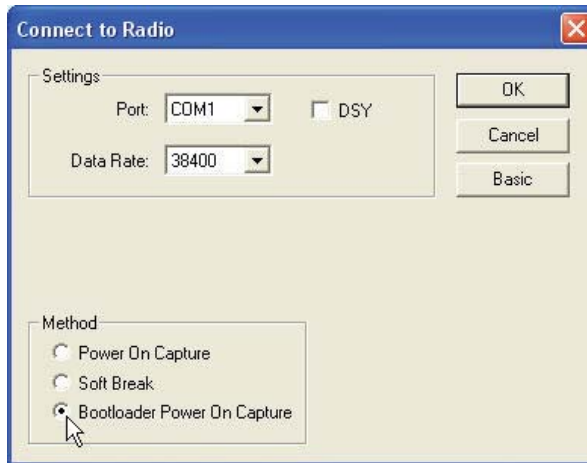 Connect to Radio
Settings
Port: COM1 DSY
Data Rate: 38400
OK
Cancel
Basic
Method
Power On Capture
Soft Break
Bootloader Power On Capture